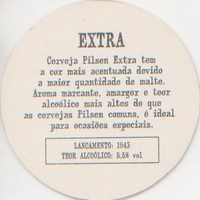 EXTRA
Cerveja Pilsen Extra tem
a cor mais acentuada devido
a maior quantidade de malte.
Aroma marcante, amargor e teor
alcoólico mais altos do que
as cervejas Pilsen comuns, é ideal
para ocasiões especiais.
LANÇAMENTO: 1943
TEOR ALCOÓLICO: 5,5% vol